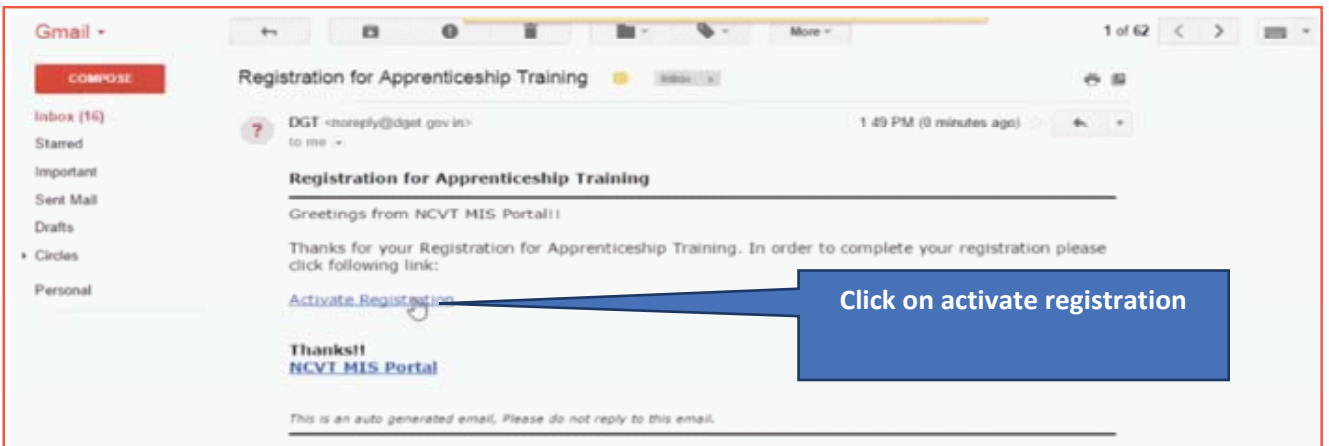 Gmail
More
1 of 62
COMPOSE
Registration for Apprenticeship Training
Inbox x
Inbox (16)
DGT <noreply@dget.gov.in>
1:49 PM (0 minutes ago)
Starred
to me
Important
Registration for Apprenticeship Training
Sent Mail
Greetings from NCVT MIS Portal!!
Drafts
Thanks for your Registration for Apprenticeship Training. In order to complete your registration please
Circles
click following link:
Personal
Activate Registration
Click on activate registration
Thanks!!
NCVT MIS Portal
This is an auto generated email, Please do not reply to this email.